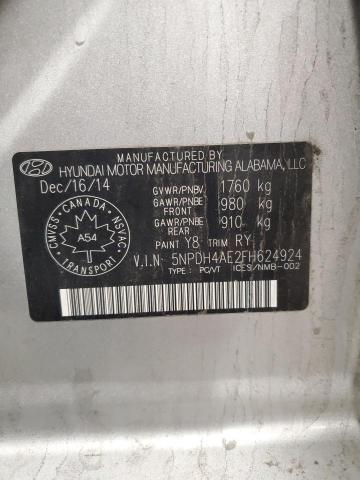 MANUFACTURED BY
HYUNDAI MOTOR MANUFACTURING ALABAMA, LLC
Dec/16/14
GVWR/PNBV 1760 kg
GAWR/PNBE FRONT 980 kg
GAWR/PNBE REAR 910 kg
PAINT Y8 TRIM RY
CMVSS · CANADA · NSVAC
A54
TRANSPORT
V.I.N· 5NPDH4AE2FH624924
TYPE: PC/VT ICES/NMB-002